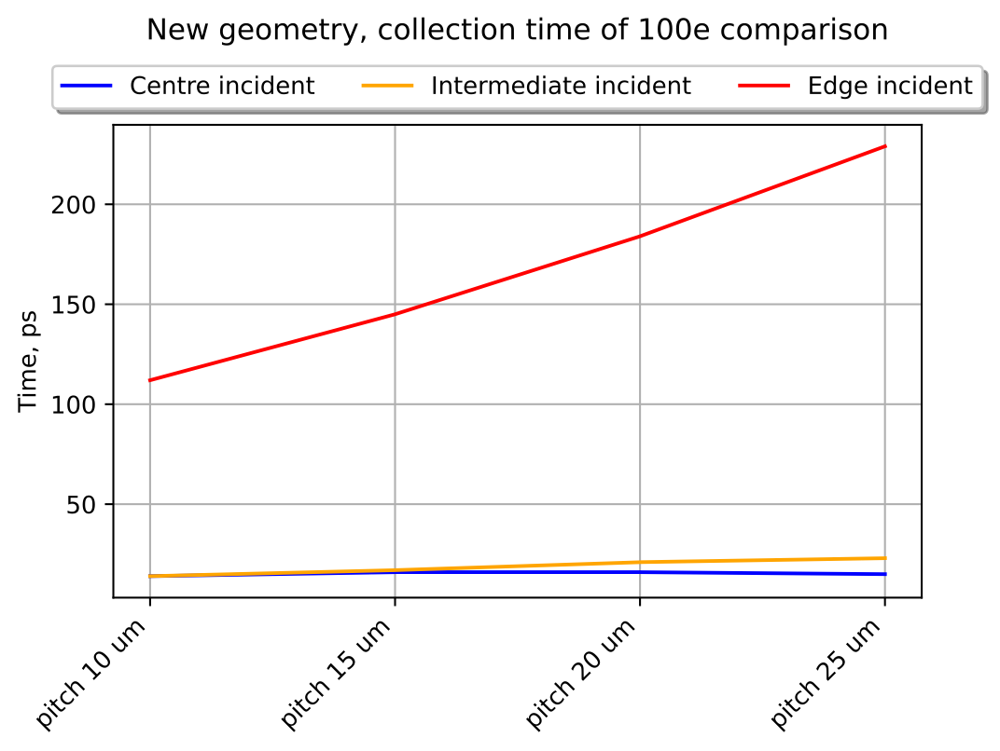 New geometry, collection time of 100e comparison
Centre incident
Intermediate incident
Edge incident
Time, ps
200
150
100
50
pitch 10 um
pitch 15 um
pitch 20 um
pitch 25 um